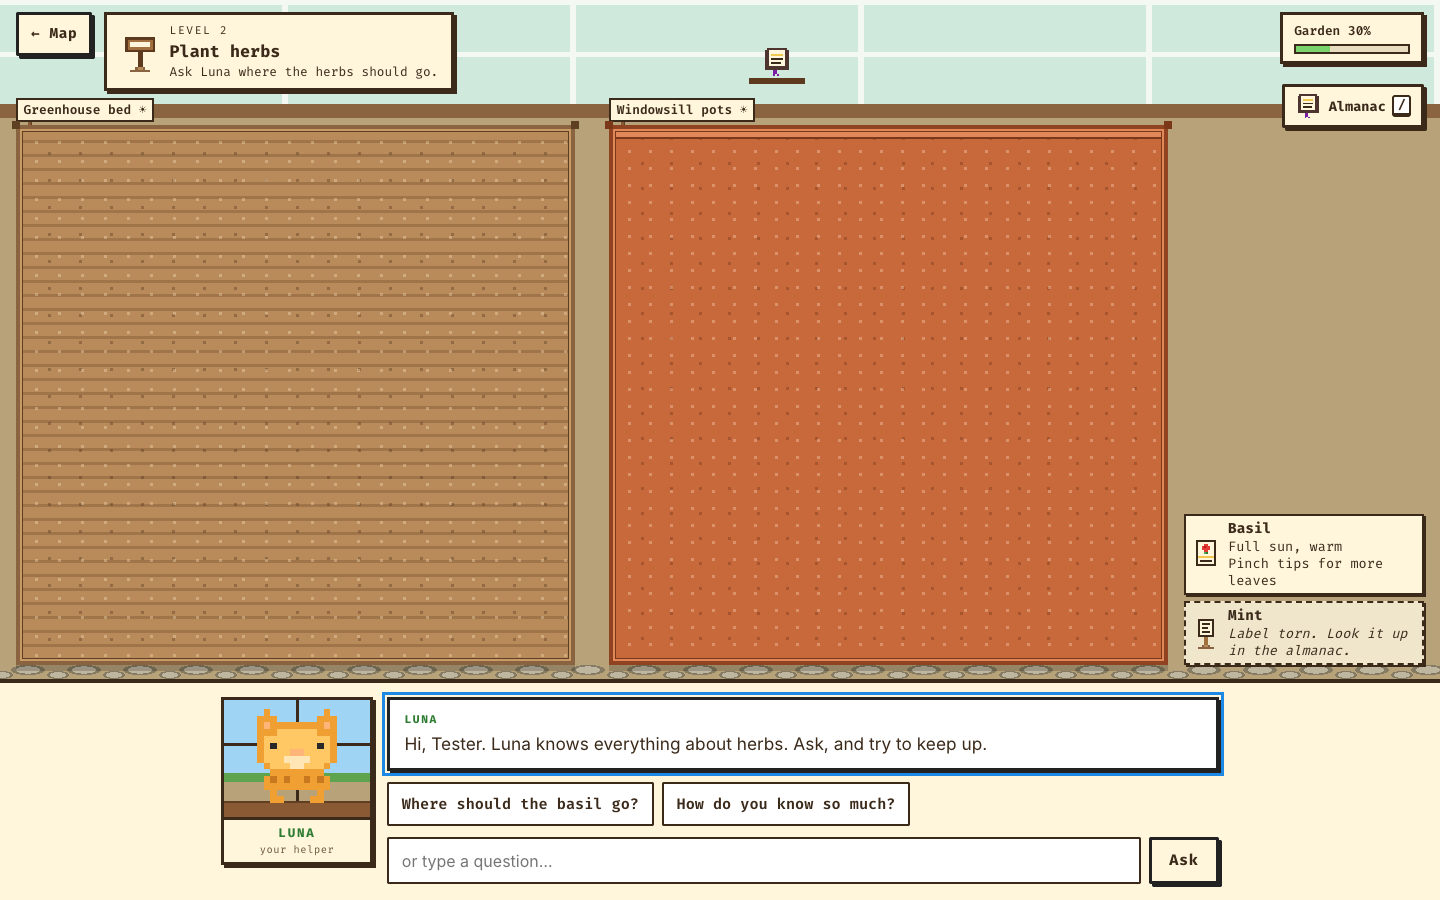 ← Map
LEVEL 2
Plant herbs
Ask Luna where the herbs should go.
Garden 30%
Almanac /
Greenhouse bed ☀
Windowsill pots ☀
Basil
Full sun, warm
Pinch tips for more
leaves
Mint
Label torn. Look it up
in the almanac.
LUNA
Hi, Tester. Luna knows everything about herbs. Ask, and try to keep up.
Where should the basil go?
How do you know so much?
LUNA
your helper
or type a question...
Ask